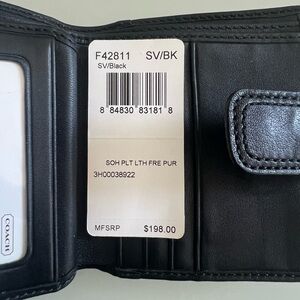 F42811 SV/BK
SV/Black
8 84830 83181 8
SOH PLT LTH FRE PUR
3H00038922
MFSRP $198.00
COACH